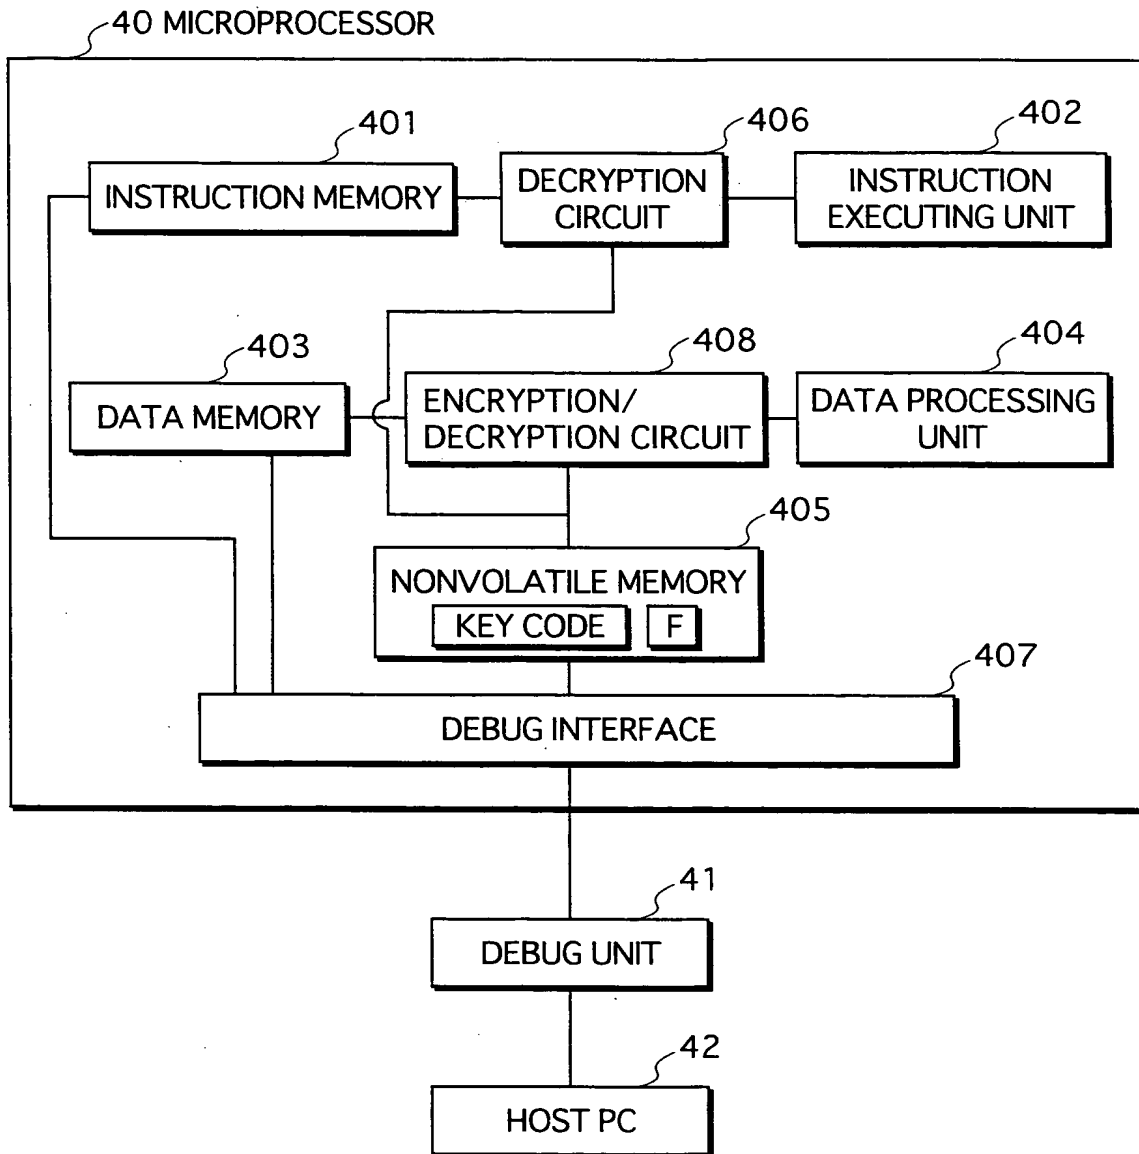 40 MICROPROCESSOR
401
406
402
INSTRUCTION MEMORY
DECRYPTION
CIRCUIT
INSTRUCTION
EXECUTING UNIT
403
408
404
DATA MEMORY
ENCRYPTION/
DECRYPTION CIRCUIT
DATA PROCESSING
UNIT
405
NONVOLATILE MEMORY
KEY CODE
F
407
DEBUG INTERFACE
41
DEBUG UNIT
42
HOST PC